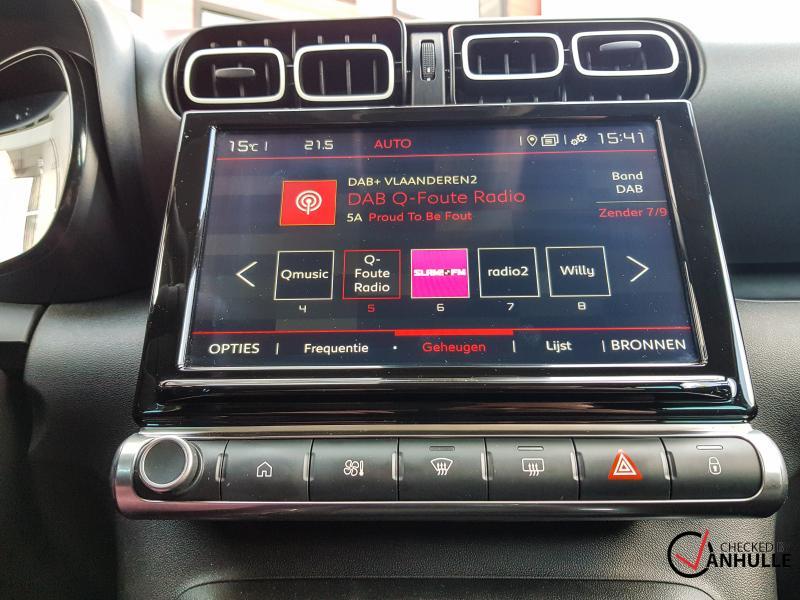 15°C | 21.5 AUTO 15:41
DAB+ VLAANDEREN2
DAB Q-Foute Radio
5A Proud To Be Fout
Band
DAB
Zender 7/9
Qmusic
Q-
Foute
Radio
SLAM!FM
radio2
Willy
4 5 6 7 8
OPTIES | Frequentie • Geheugen | Lijst | BRONNEN
CHECKED BY
VANHULLE